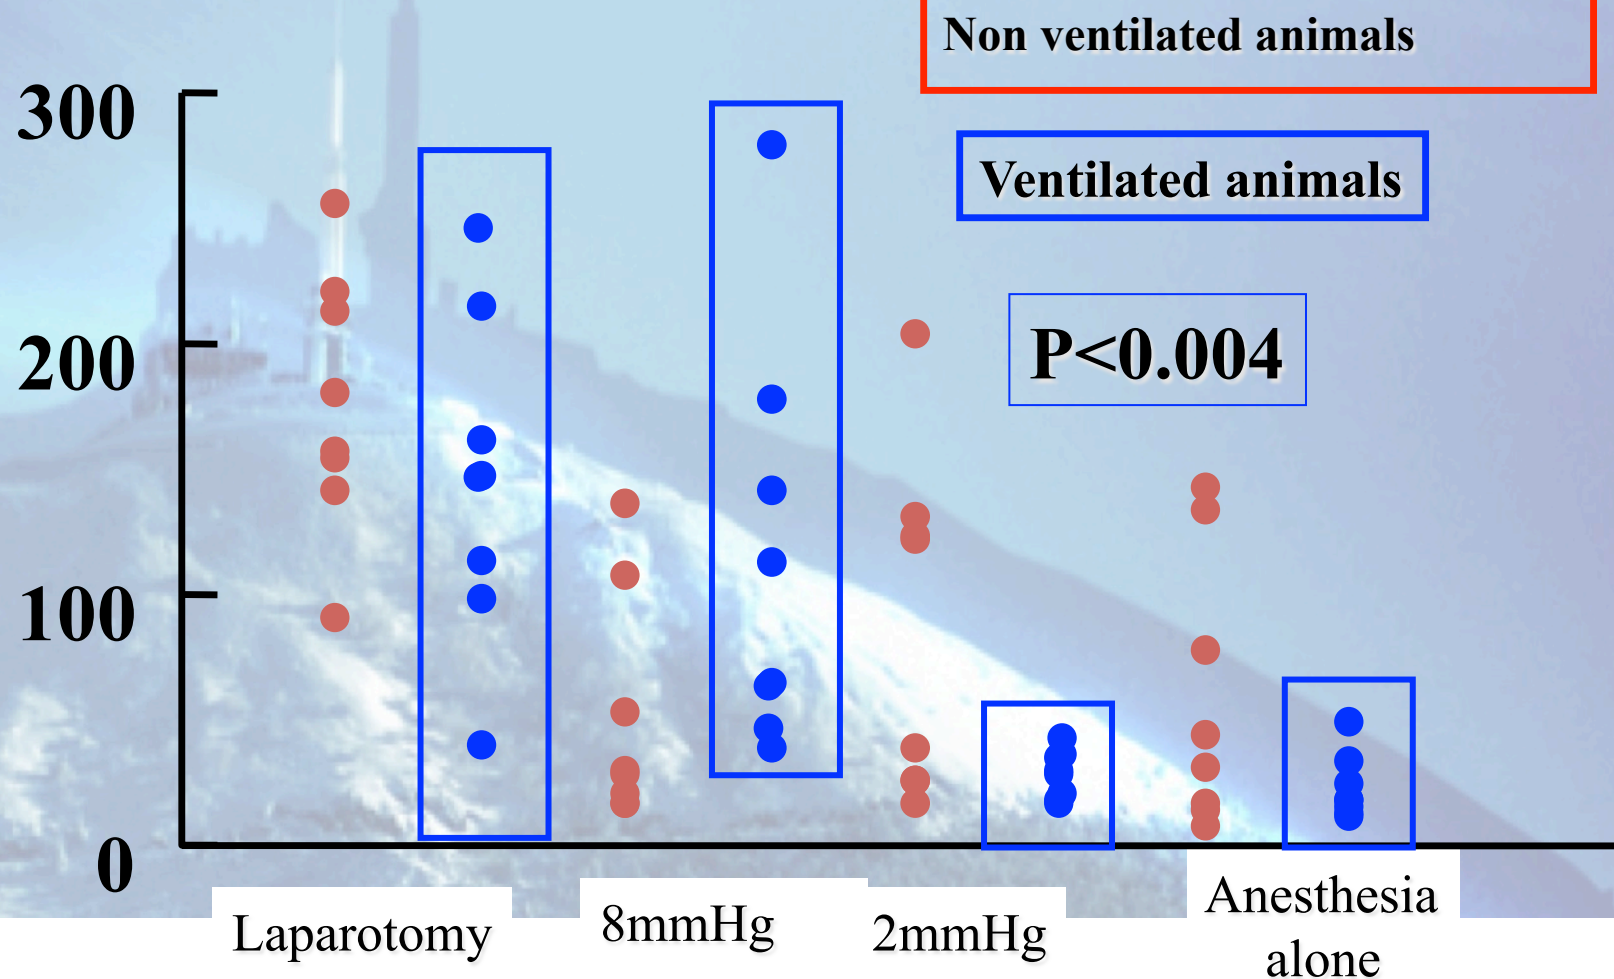 Non ventilated animals
300
Ventilated animals
200
P<0.004
100
0
Laparotomy
8mmHg
2mmHg
Anesthesia
alone